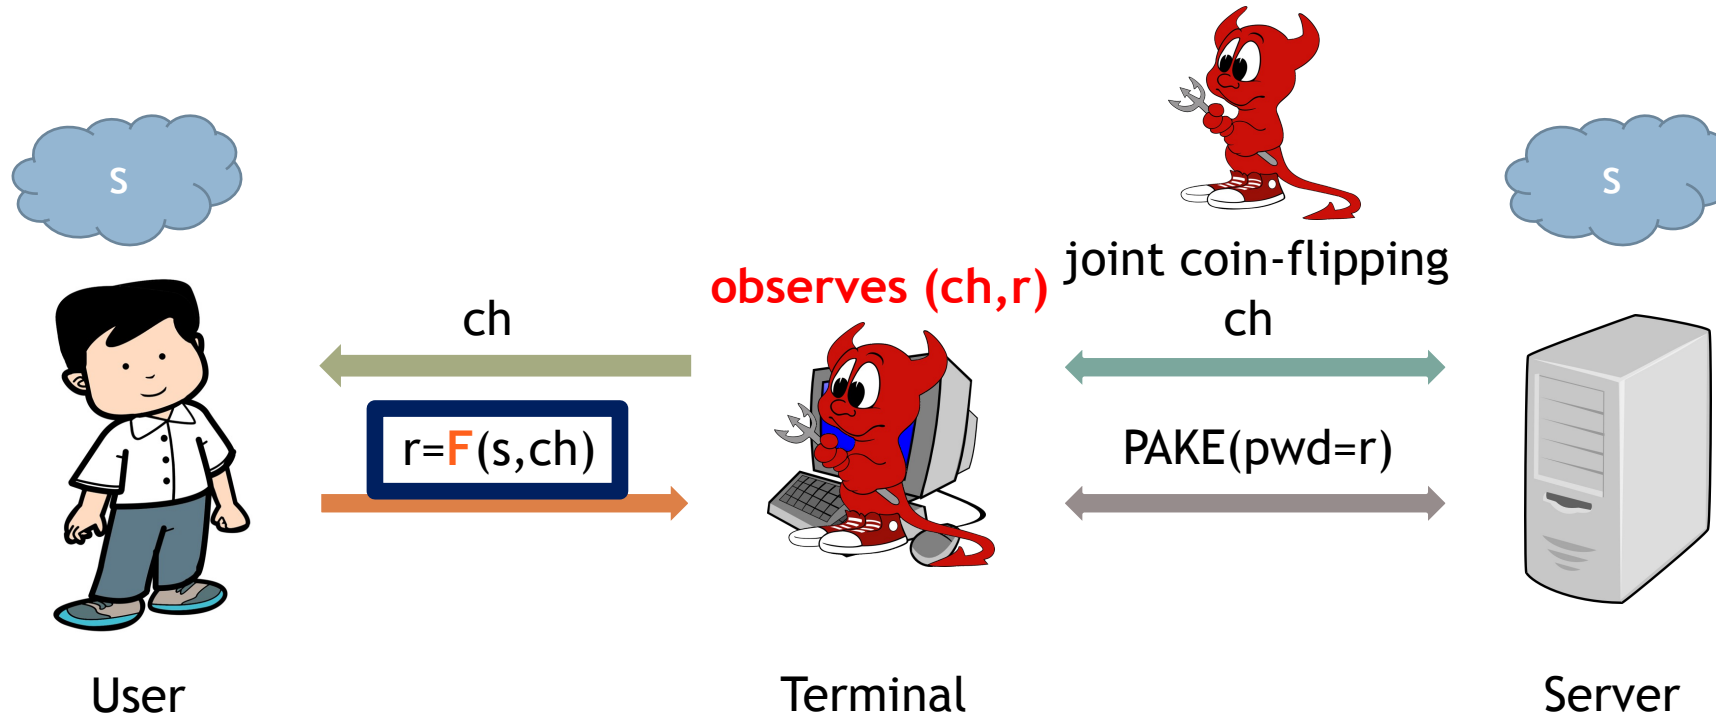 s
s
joint coin-flipping
observes (ch,r)
ch
ch
r=F(s,ch)
PAKE(pwd=r)
User
Terminal
Server